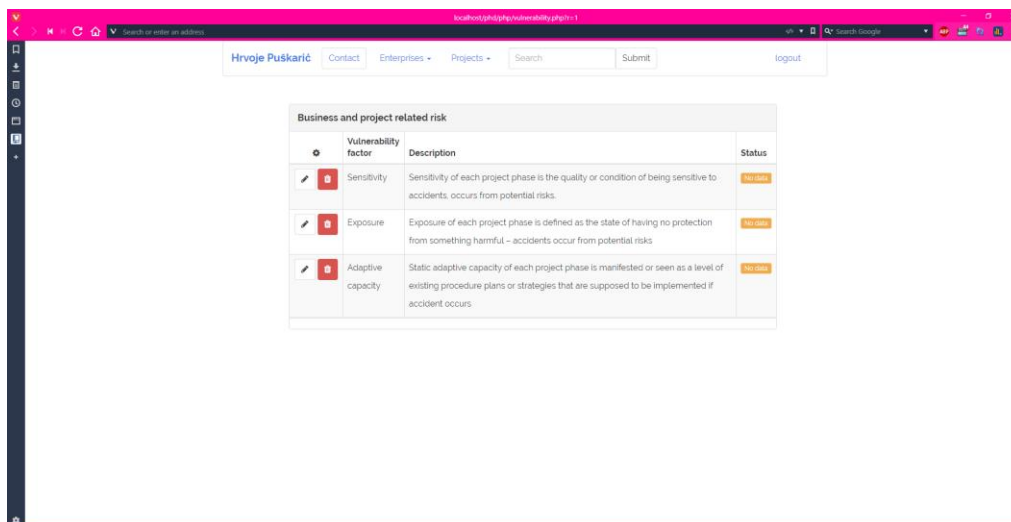 localhost/phd/php/vulnerability.php?r=1
Search or enter an address
Search Google
Hrvoje Puškarić Contact Enterprises Projects Search Submit logout
Business and project related risk
Vulnerability factor Description Status
Sensitivity Sensitivity of each project phase is the quality or condition of being sensitive to No data
accidents, occurs from potential risks.
Exposure Exposure of each project phase is defined as the state of having no protection No data
from something harmful – accidents occur from potential risks
Adaptive Static adaptive capacity of each project phase is manifested or seen as a level of No data
capacity existing procedure plans or strategies that are supposed to be implemented if
accident occurs